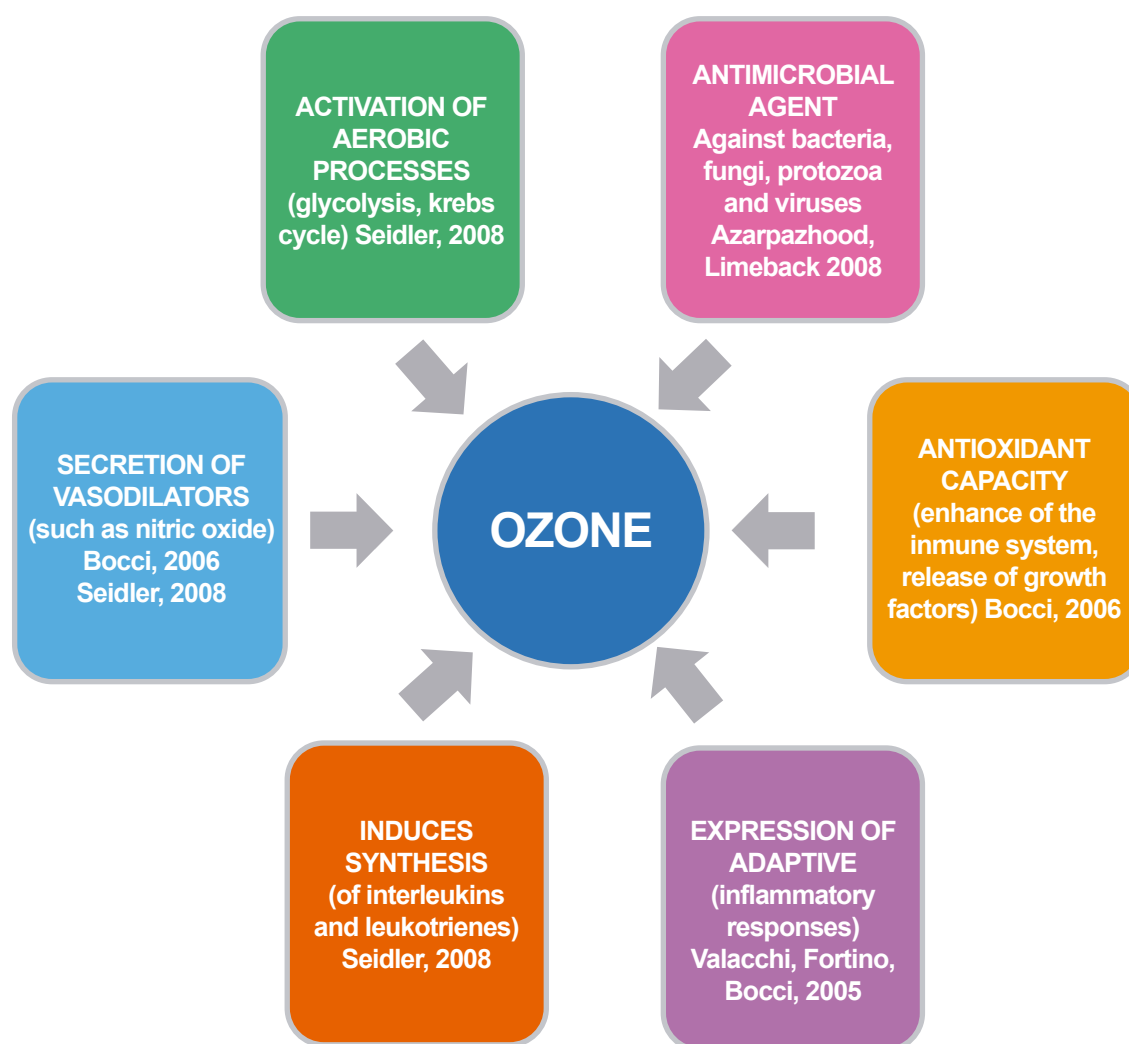 ACTIVATION OF
AEROBIC
PROCESSES
(glycolysis, krebs
cycle) Seidler, 2008
ANTIMICROBIAL
AGENT
Against bacteria,
fungi, protozoa
and viruses
Azarpazhood,
Limeback 2008
SECRETION OF
VASODILATORS
(such as nitric oxide)
Bocci, 2006
Seidler, 2008
OZONE
ANTIOXIDANT
CAPACITY
(enhance of the
inmune system,
release of growth
factors) Bocci, 2006
INDUCES
SYNTHESIS
(of interleukins
and leukotrienes)
Seidler, 2008
EXPRESSION OF
ADAPTIVE
(inflammatory
responses)
Valacchi, Fortino,
Bocci, 2005